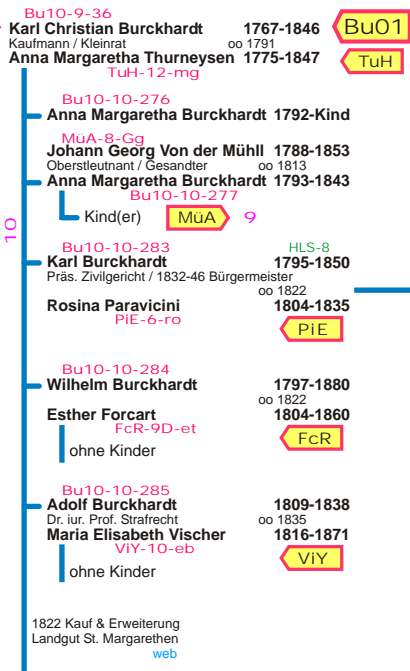 Bu10-9-36
Karl Christian Burckhardt 1767-1846 Bu01
Kaufmann / Kleinrat oo 1791
Anna Margaretha Thurneysen 1775-1847 TuH
TuH-12-mg
Bu10-10-276
Anna Margaretha Burckhardt 1792-Kind
MüA-8-Gg
Johann Georg Von der Mühll 1788-1853
Oberstleutnant / Gesandter oo 1813
Anna Margaretha Burckhardt 1793-1843
Bu10-10-277
Kind(er) MüA 9
10
Bu10-10-283 HLS-8
Karl Burckhardt 1795-1850
Präs. Zivilgericht / 1832-46 Bürgermeister
oo 1822
Rosina Paravicini 1804-1835
PiE-6-ro PiE
Bu10-10-284
Wilhelm Burckhardt 1797-1880
oo 1822
Esther Forcart 1804-1860
FcR-9D-et FcR
ohne Kinder
Bu10-10-285
Adolf Burckhardt 1809-1838
Dr. iur. Prof. Strafrecht oo 1835
Maria Elisabeth Vischer 1816-1871
ViY-10-eb ViY
ohne Kinder
1822 Kauf & Erweiterung
Landgut St. Margarethen
web